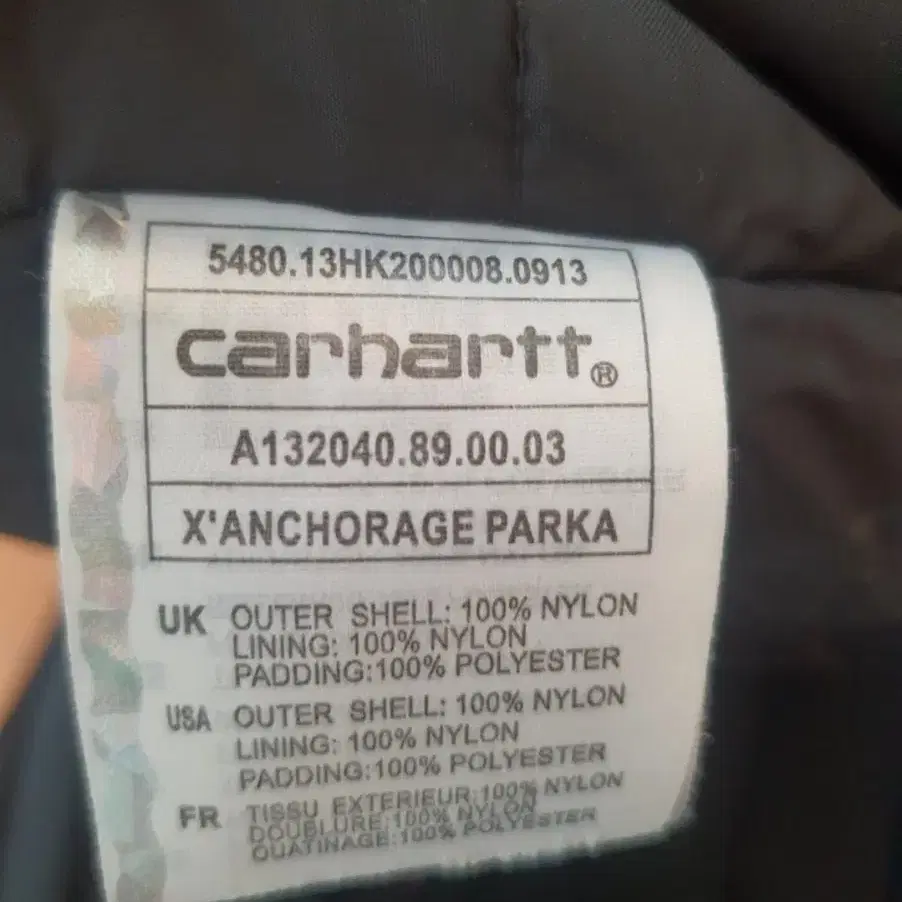 5480.13HK200008.0913
carhartt®
A132040.89.00.03
X'ANCHORAGE PARKA
UK OUTER SHELL: 100% NYLON
LINING: 100% NYLON
PADDING:100% POLYESTER
USA OUTER SHELL: 100% NYLON
LINING: 100% NYLON
PADDING:100% POLYESTER
FR TISSU EXTERIEUR:100% NYLON
DOUBLURE:100% NYLON
OUATINAGE:100% POLYESTER